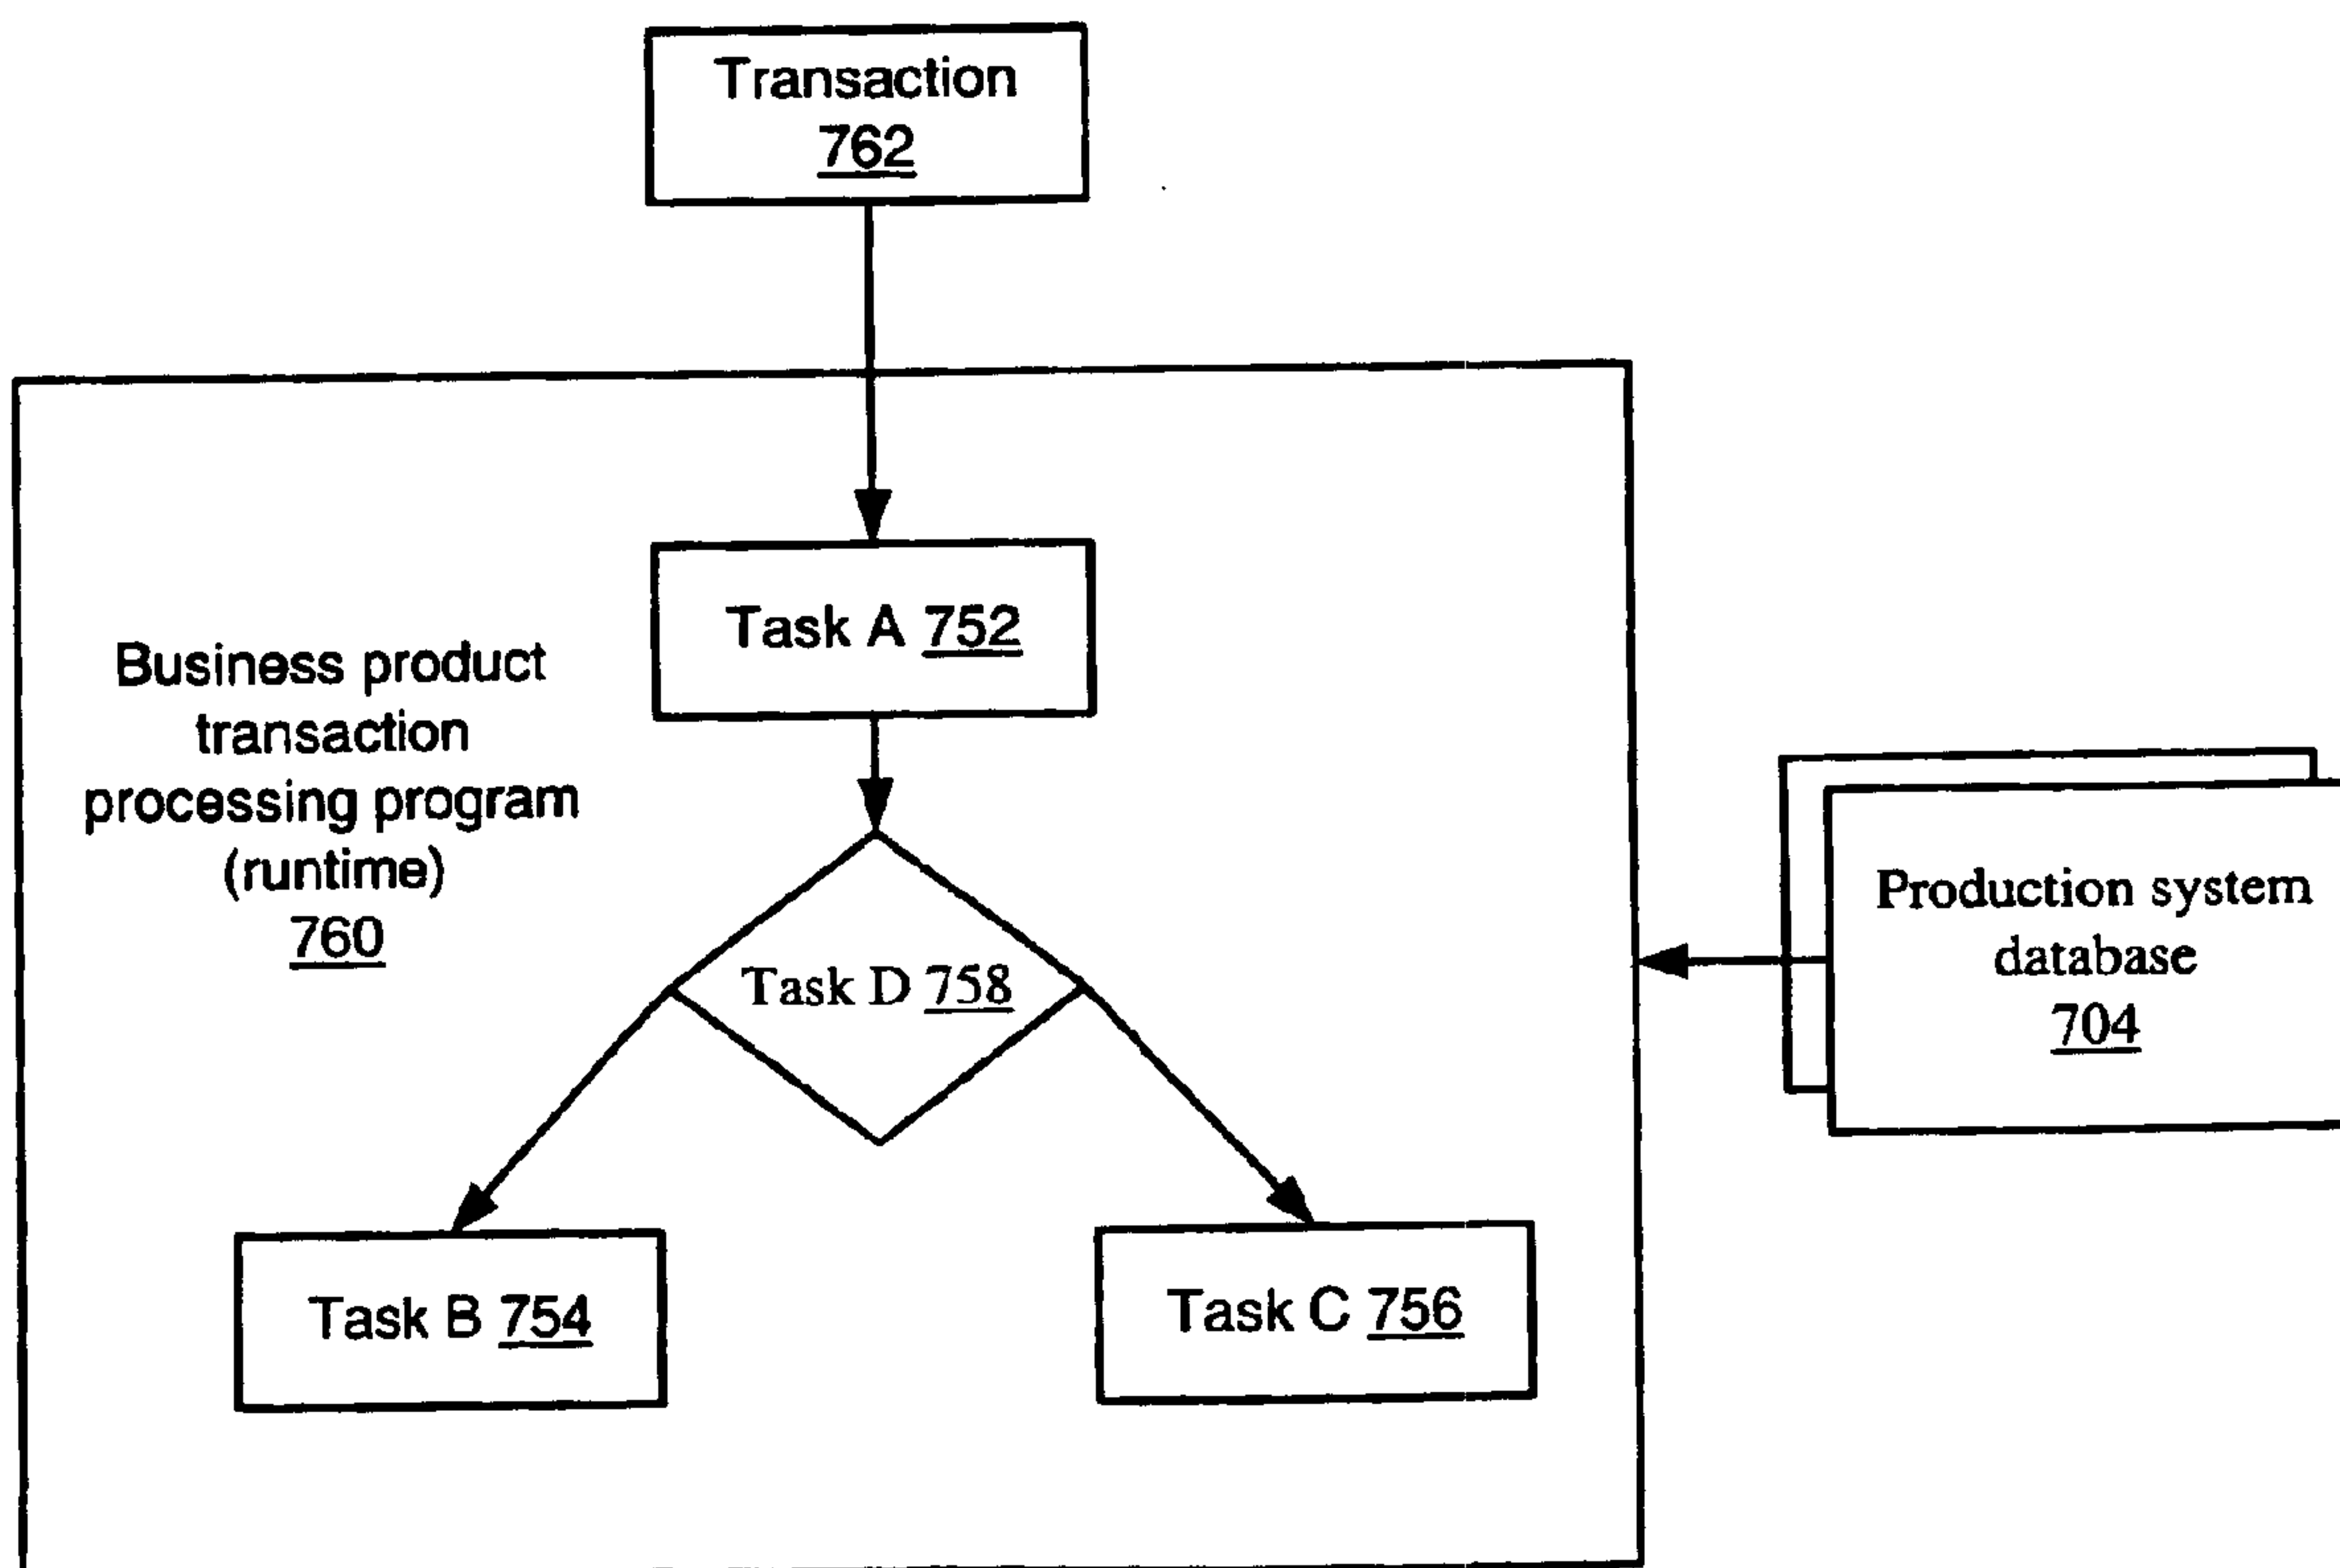 Transaction
762
Task A 752
Business product
transaction
processing program
(runtime)
760
Task D 758
Production system
database
704
Task B 754
Task C 756